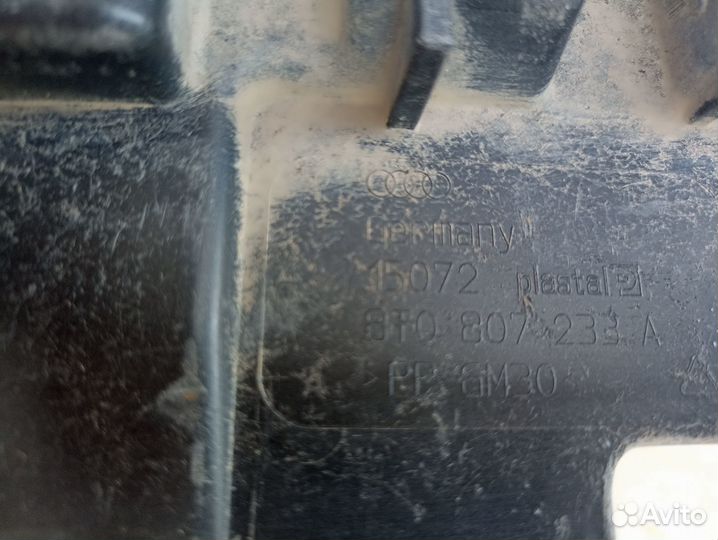 Germany
15072 plastal
8T0 807 233 A
A PP GM30
Avito